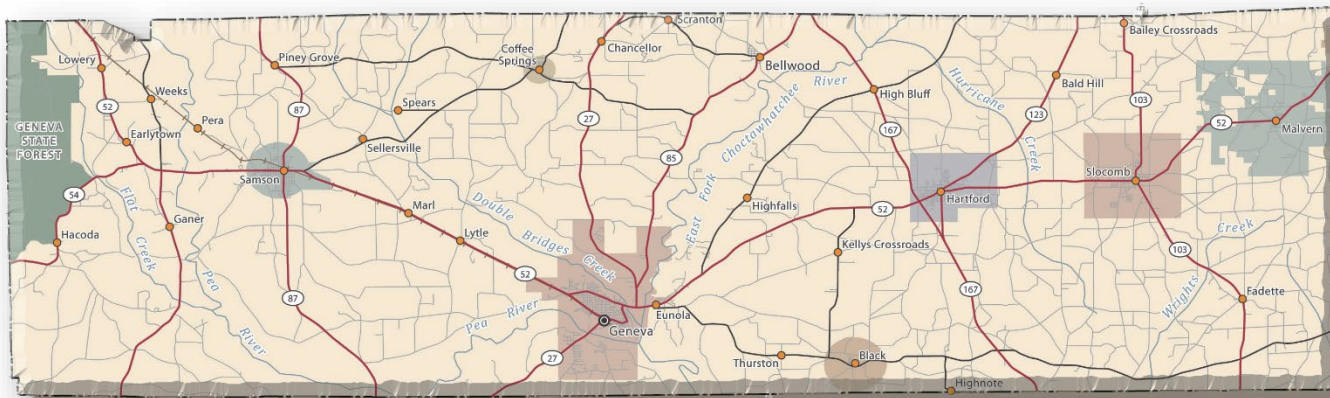 Scranton
Bailey Crossroads
Chancellor
Coffee
Springs
Piney Grove
Lowery
Bellwood
River
Hurricane
Creek
Bald Hill
High Bluff
Weeks
52
87
Spears
27
Pera
103
123
52
Malvern
167
GENEVA
STATE
FOREST
Earlytown
Sellersville
Choctawhatchee
85
Samson
Slocomb
54
Flat
Creek
Hartford
Fork
East
Highfalls
52
Double
Bridges
Creek
Marl
Ganer
Hacoda
Lytle
Kellys Crossroads
103
Creek
Wrights
Pea
River
52
87
167
Fadette
Pea River
Eunola
Geneva
27
Thurston
Black
Highnote